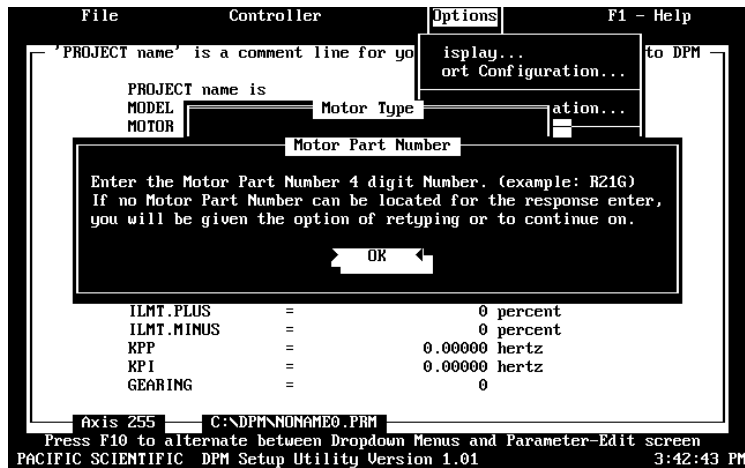 File Controller Options F1 - Help
'PROJECT name' is a comment line for yo to DPM
isplay...
ort Configuration...
PROJECT name is
MODEL ation...
Motor Type
MOTOR
Motor Part Number
Enter the Motor Part Number 4 digit Number. (example: R21G)
If no Motor Part Number can be located for the response enter,
you will be given the option of retyping or to continue on.
OK
ILMT.PLUS = 0 percent
ILMT.MINUS = 0 percent
KPP = 0.00000 hertz
KPI = 0.00000 hertz
GEARING = 0
Axis 255 C:\DPM\NONAME0.PRM
Press F10 to alternate between Dropdown Menus and Parameter-Edit screen
PACIFIC SCIENTIFIC DPM Setup Utility Version 1.01 3:42:43 PM